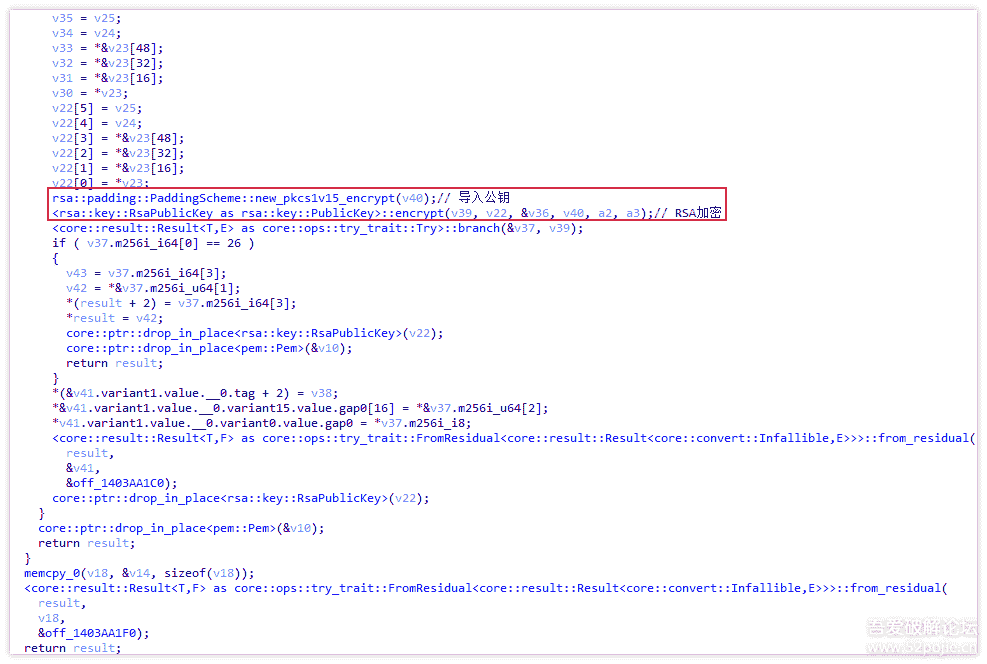 v35 = v25;
v34 = v24;
v33 = *&v23[48];
v32 = *&v23[32];
v31 = *&v23[16];
v30 = *v23;
v22[5] = v25;
v22[4] = v24;
v22[3] = *&v23[48];
v22[2] = *&v23[32];
v22[1] = *&v23[16];
v22[0] = *v23;
rsa::padding::PaddingScheme::new_pkcs1v15_encrypt(v40);// 导入公钥
<rsa::key::RsaPublicKey as rsa::key::PublicKey>::encrypt(v39, v22, &v36, v40, a2, a3);// RSA加密
<core::result::Result<T,E> as core::ops::try_trait::Try>::branch(&v37, v39);
if ( v37.m256i_i64[0] == 26 )
{
v43 = v37.m256i_i64[3];
v42 = *&v37.m256i_u64[1];
*(result + 2) = v37.m256i_i64[3];
*result = v42;
core::ptr::drop_in_place<rsa::key::RsaPublicKey>(v22);
core::ptr::drop_in_place<pem::Pem>(&v10);
return result;
}
*(&v41.variant1.value.__0.tag + 2) = v38;
*&v41.variant1.value.__0.variant15.value.gap0[16] = *&v37.m256i_u64[2];
*v41.variant1.value.__0.variant0.value.gap0 = *v37.m256i_i8;
<core::result::Result<T,F> as core::ops::try_trait::FromResidual<core::result::Result<core::convert::Infallible,E>>>::from_residual(
result,
&v41,
&off_1403AA1C0);
core::ptr::drop_in_place<rsa::key::RsaPublicKey>(v22);
}
core::ptr::drop_in_place<pem::Pem>(&v10);
return result;
}
memcpy_0(v18, &v14, sizeof(v18));
<core::result::Result<T,F> as core::ops::try_trait::FromResidual<core::result::Result<core::convert::Infallible,E>>>::from_residual(
result,
v18,
&off_1403AA1F0);
return result;
吾爱破解论坛
www.52pojie.cn